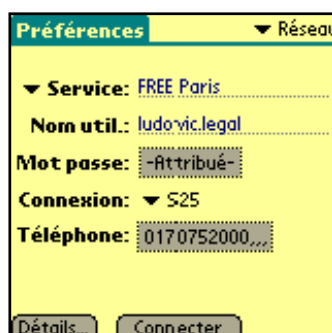 Préférences ▼ Réseau
▼ Service: FREE Paris
Nom util.: ludovic.legal
Mot passe: -Attribué-
Connexion: ▼ S25
Téléphone: 0170752000,,,
Détails... Connecter